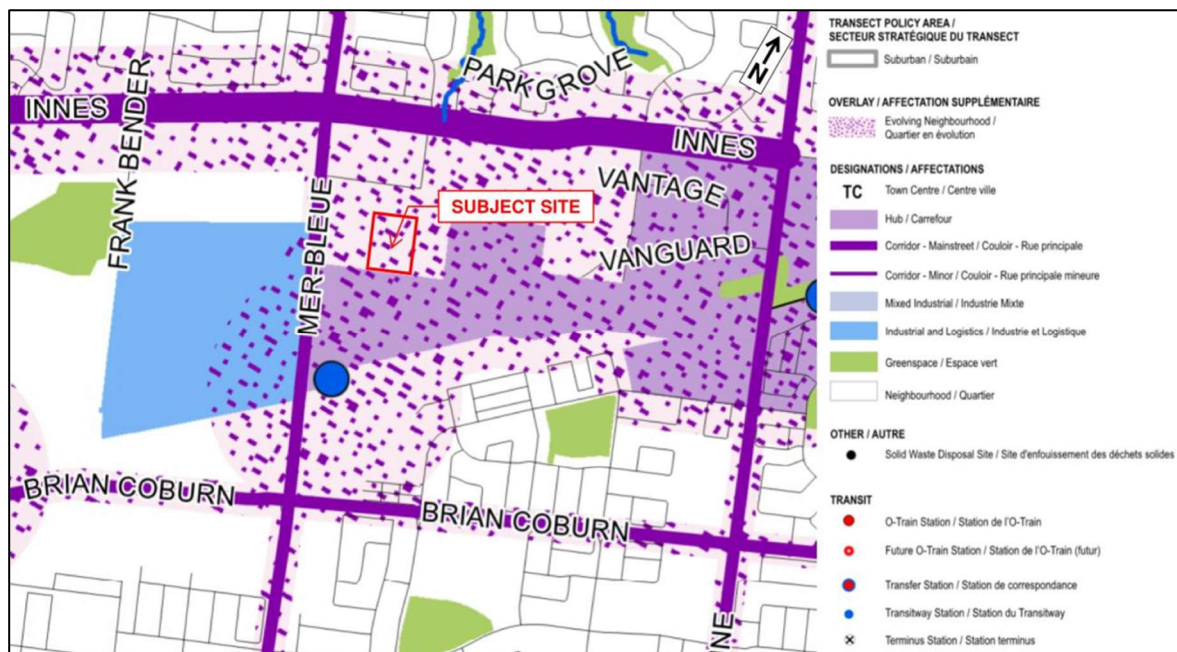 PARKGROVE
N
INNES
FRANK-BENDER
INNES
MER-BLEUE
VANTAGE
SUBJECT SITE
VANGUARD
BRIAN COBURN
BRIAN COBURN
NE
TRANSECT POLICY AREA /
SECTEUR STRATÉGIQUE DU TRANSECT
Suburban / Suburbain
OVERLAY / AFFECTATION SUPPLÉMENTAIRE
Evolving Neighbourhood /
Quartier en évolution
DESIGNATIONS / AFFECTATIONS
TC Town Centre / Centre ville
Hub / Carrefour
Corridor - Mainstreet / Couloir - Rue principale
Corridor - Minor / Couloir - Rue principale mineure
Mixed Industrial / Industrie Mixte
Industrial and Logistics / Industrie et Logistique
Greenspace / Espace vert
Neighbourhood / Quartier
OTHER / AUTRE
Solid Waste Disposal Site / Site d'enfouissement des déchets solides
TRANSIT
O-Train Station / Station de l'O-Train
Future O-Train Station / Station de l'O-Train (futur)
Transfer Station / Station de correspondance
Transitway Station / Station du Transitway
Terminus Station / Station terminus